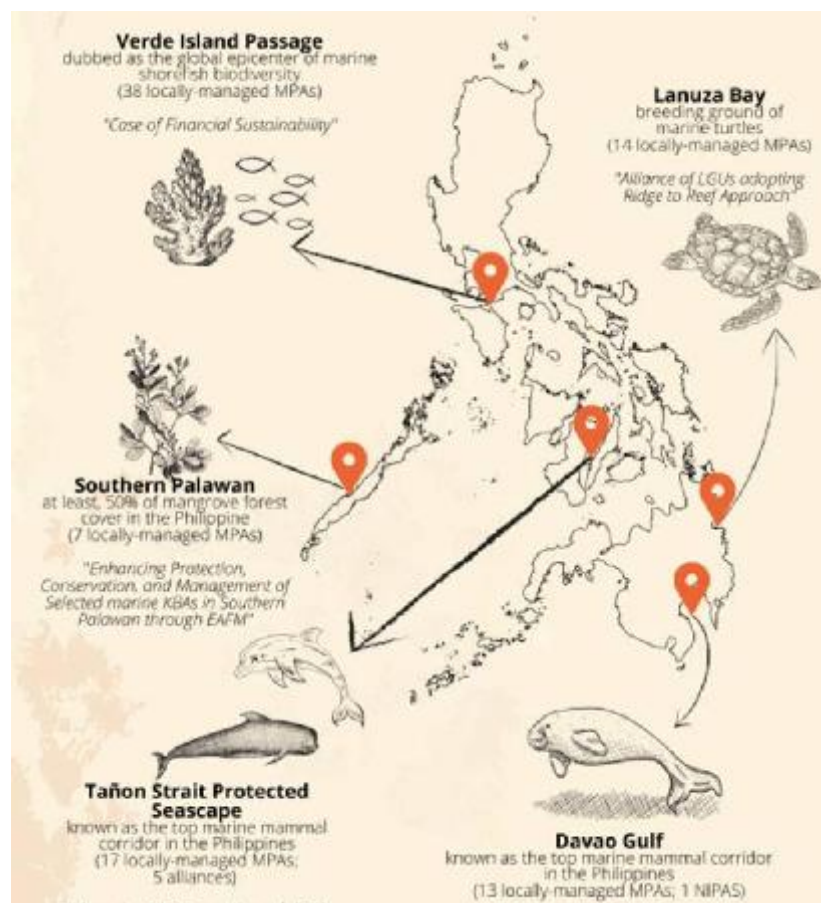 Verde Island Passage
dubbed as the global epicenter of marine
shorefish biodiversity
(38 locally-managed MPAs)
"Case of Financial Sustainability"
Lanuza Bay
breeding ground of
marine turtles
(14 locally-managed MPAs)
"Alliance of LGUs adopting
Ridge to Reef Approach"
Southern Palawan
at least, 50% of mangrove forest
cover in the Philippine
(7 locally-managed MPAs)
"Enhancing Protection,
Conservation, and Management of
Selected marine KBAs in Southern
Palawan through EAFM"
Tañon Strait Protected
Seascape
known as the top marine mammal
corridor in the Philippines
(17 locally-managed MPAs;
5 alliances)
Davao Gulf
known as the top marine mammal corridor
in the Philippines
(13 locally-managed MPAs; 1 NIPAS)